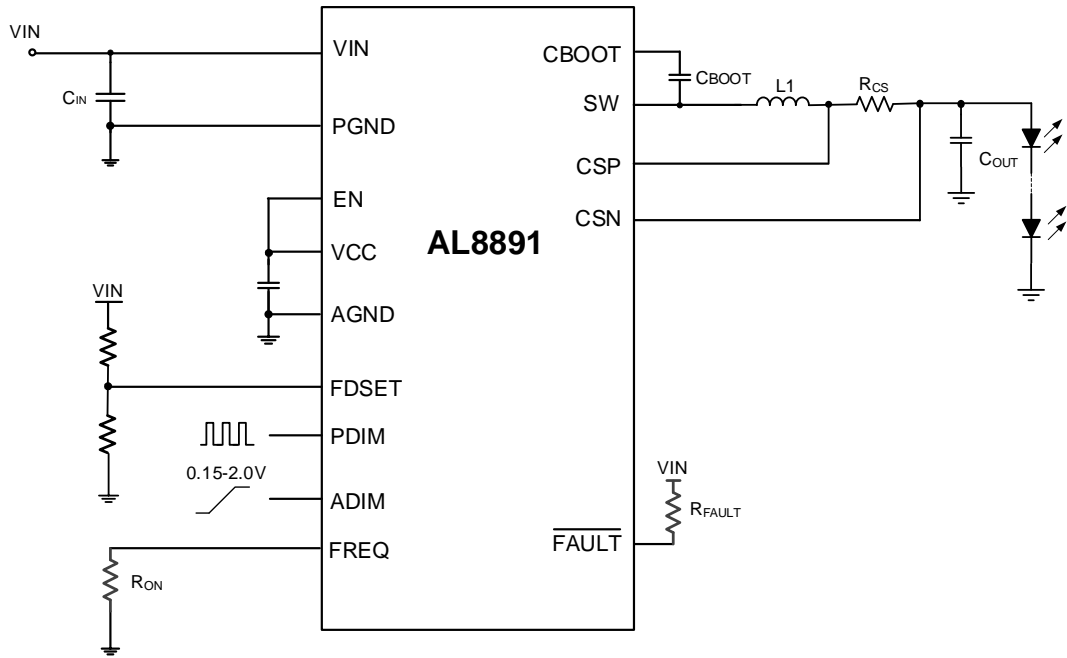 VIN
VIN
CBOOT
CBOOT
CIN
SW
L1
RCS
PGND
CSP
COUT
EN
CSN
AL8891
VCC
VIN
AGND
FDSET
PDIM
0.15-2.0V
ADIM
VIN
RFAULT
FREQ
FAULT
RON